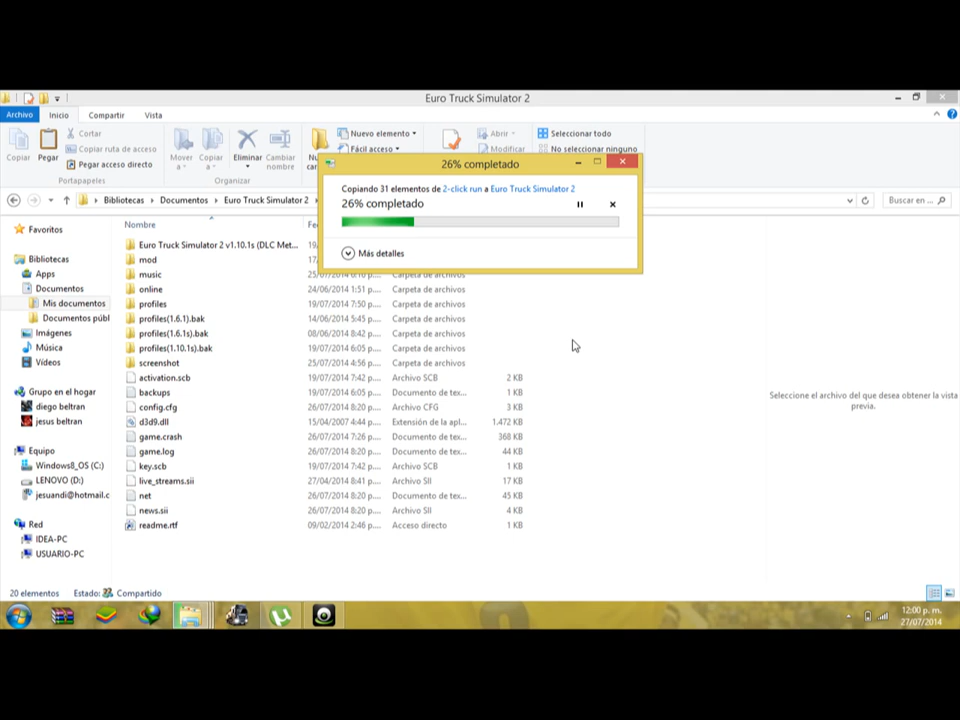 Euro Truck Simulator 2
Archivo Inicio Compartir Vista
Copiar
Pegar
Cortar
Copiar ruta de acceso
Pegar acceso directo
Portapapeles
Mover a
Copiar a
Eliminar
Cambiar nombre
Organizar
Nuevo elemento
Fácil acceso
Abrir
Modificar
Seleccionar todo
No seleccionar ninguno
26% completado
Copiando 31 elementos de 2-click run a Euro Truck Simulator 2
26% completado
Más detalles
Bibliotecas Documentos Euro Truck Simulator 2
Buscar en ...
Favoritos
Bibliotecas
Apps
Documentos
Mis documentos
Documentos públ
Imágenes
Música
Vídeos
Grupo en el hogar
diego beltran
jesus beltran
Equipo
Windows8_OS (C:)
LENOVO (D:)
jesuandi@hotmail.c
Red
IDEA-PC
USUARIO-PC
Nombre
Euro Truck Simulator 2 v1.10.1s (DLC Met... 19/
mod 17/
music 25/07/2014 6:10 p.... Carpeta de archivos
online 24/06/2014 1:51 p.... Carpeta de archivos
profiles 19/07/2014 7:50 p.... Carpeta de archivos
profiles(1.6.1).bak 14/06/2014 5:45 p.... Carpeta de archivos
profiles(1.6.1s).bak 08/06/2014 8:42 p.... Carpeta de archivos
profiles(1.10.1s).bak 19/07/2014 6:05 p.... Carpeta de archivos
screenshot 25/07/2014 4:56 p.... Carpeta de archivos
activation.scb 19/07/2014 7:42 p.... Archivo SCB 2 KB
backups 19/07/2014 6:05 p.... Documento de tex... 1 KB
config.cfg 26/07/2014 8:20 p.... Archivo CFG 3 KB
d3d9.dll 15/04/2007 4:44 p.... Extensión de la apl... 1.472 KB
game.crash 26/07/2014 7:26 p.... Documento de tex... 368 KB
game.log 26/07/2014 8:20 p.... Documento de tex... 44 KB
key.scb 19/07/2014 7:42 p.... Archivo SCB 1 KB
live_streams.sii 27/04/2014 8:41 p.... Archivo SII 17 KB
net 26/07/2014 8:20 p.... Documento de tex... 45 KB
news.sii 26/07/2014 8:20 p.... Archivo SII 4 KB
readme.rtf 09/02/2014 2:46 p.... Acceso directo 1 KB
Seleccione el archivo del que desea obtener la vista
previa.
20 elementos Estado: Compartido
12:00 p. m.
27/07/2014